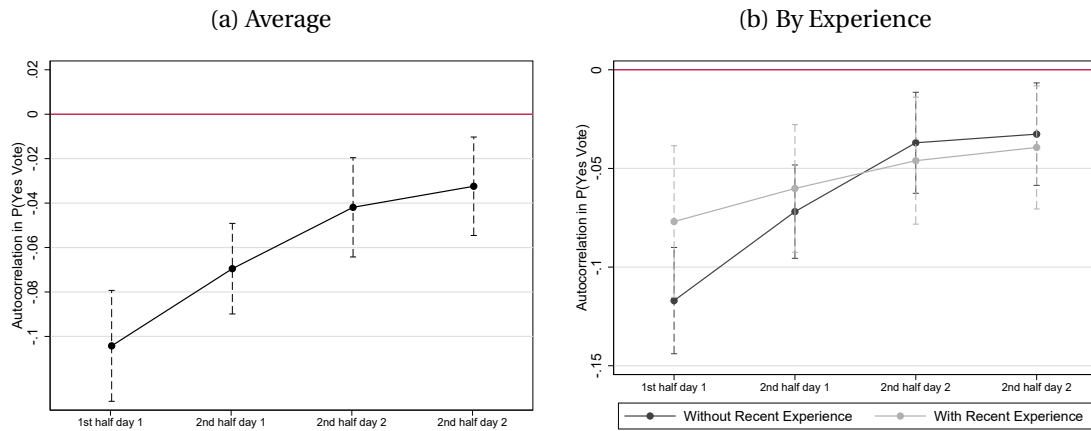 (a) Average
Autocorrelation in P(Yes Vote)
.02
0
-.02
-.04
-.06
-.08
-.1
1st half day 1
2nd half day 1
2nd half day 2
2nd half day 2
(b) By Experience
Autocorrelation in P(Yes Vote)
0
-.05
-.1
-.15
1st half day 1
2nd half day 1
2nd half day 2
2nd half day 2
Without Recent Experience
With Recent Experience